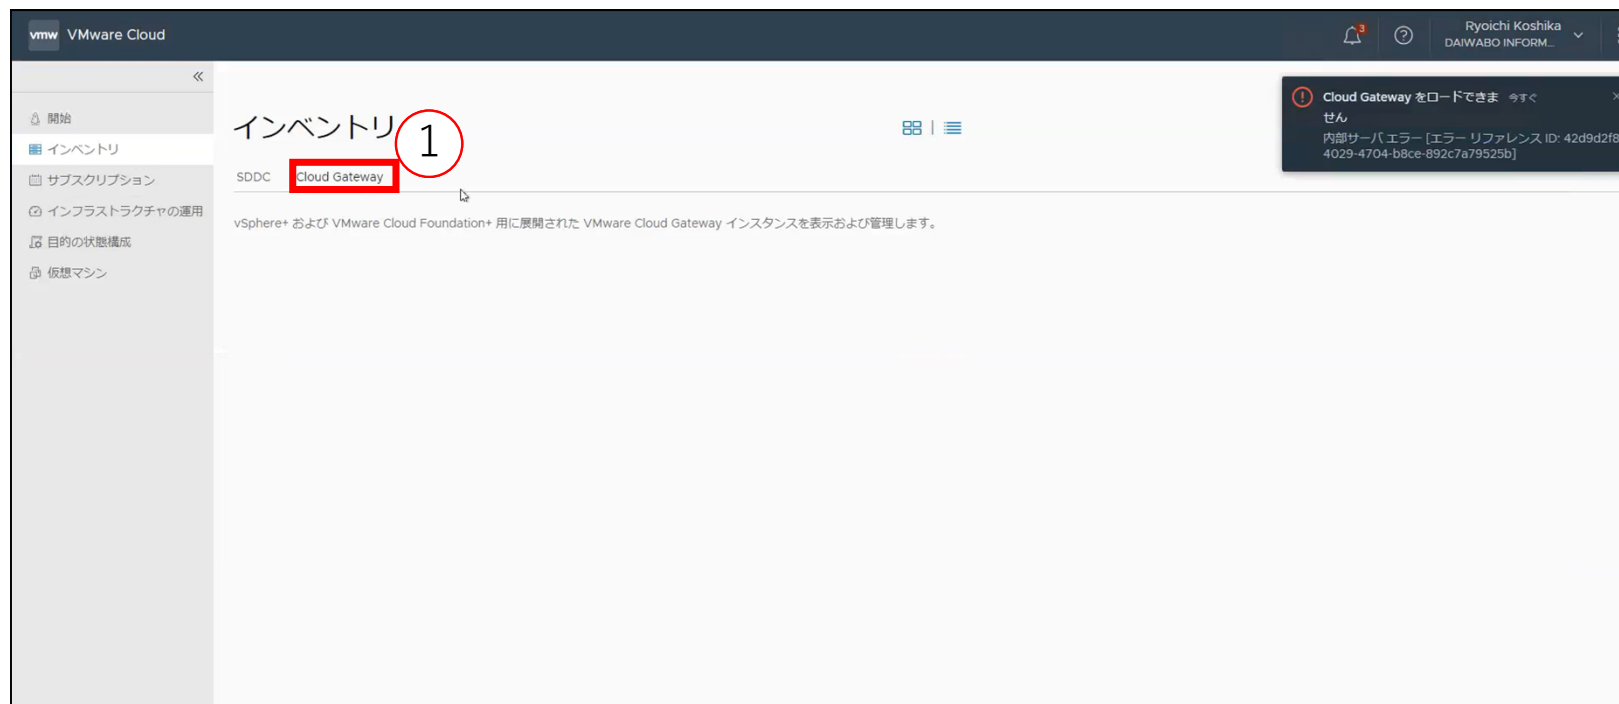 vmw VMware Cloud
3
Ryoichi Koshika
DAIWABO INFORM...
開始
インベントリ
サブスクリプション
インフラストラクチャの運用
目的の状態構成
仮想マシン
インベントリ
1
SDDC Cloud Gateway
vSphere+ および VMware Cloud Foundation+ 用に展開された VMware Cloud Gateway インスタンスを表示および管理します。
Cloud Gateway をロードできま 今すぐ
せん
内部サーバ エラー [エラー リファレンス ID: 42d9d2f8
4029-4704-b8ce-892c7a79525b]